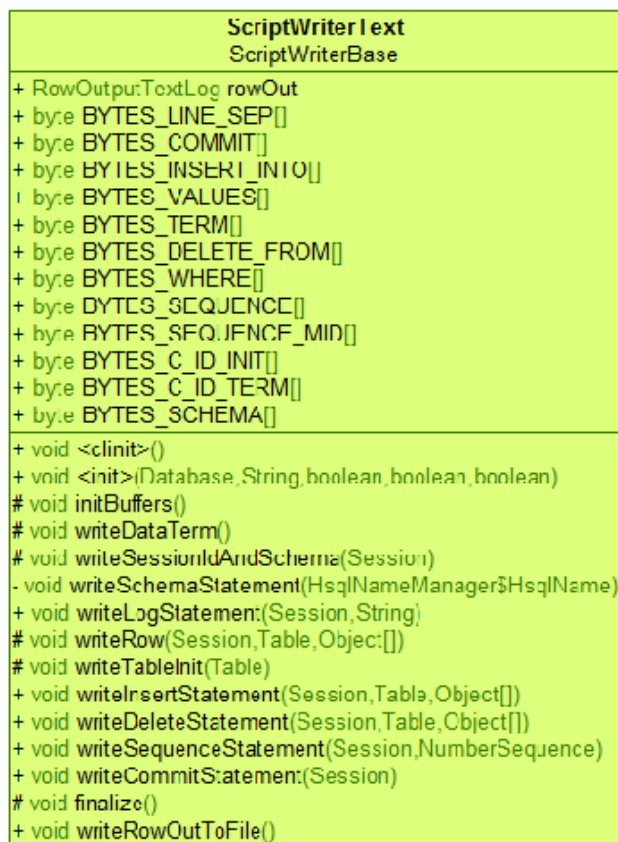 ScriptWriterText
ScriptWriterBase
+ RowOutputTextLog rowOut
+ byte BYTES_LINE_SEP[]
+ byte BYTES_COMMIT[]
+ byte BYTES_INSERT_INTO[]
+ byte BYTES_VALUES[]
+ byte BYTES_TERM[]
+ byte BYTES_DELETE_FROM[]
+ byte BYTES_WHERE[]
+ byte BYTES_SEQUENCE[]
+ byte BYTES_SEQUENCE_MID[]
+ byte BYTES_C_ID_INIT[]
+ byte BYTES_C_ID_TERM[]
+ byte BYTES_SCHEMA[]
+ void <clinit>()
+ void <init>(Database,String,boolean,boolean,boolean)
# void initBuffers()
# void writeDataTerm()
# void writeSessionIdAndSchema(Session)
- void writeSchemaStatement(HsqlNameManager$HsqlName)
+ void writeLogStatement(Session,String)
# void writeRow(Session,Table,Object[])
# void writeTableInit(Table)
+ void writeInsertStatement(Session,Table,Object[])
+ void writeDeleteStatement(Session,Table,Object[])
+ void writeSequenceStatement(Session,NumberSequence)
+ void writeCommitStatement(Session)
# void finalize()
+ void writeRowOutToFile()